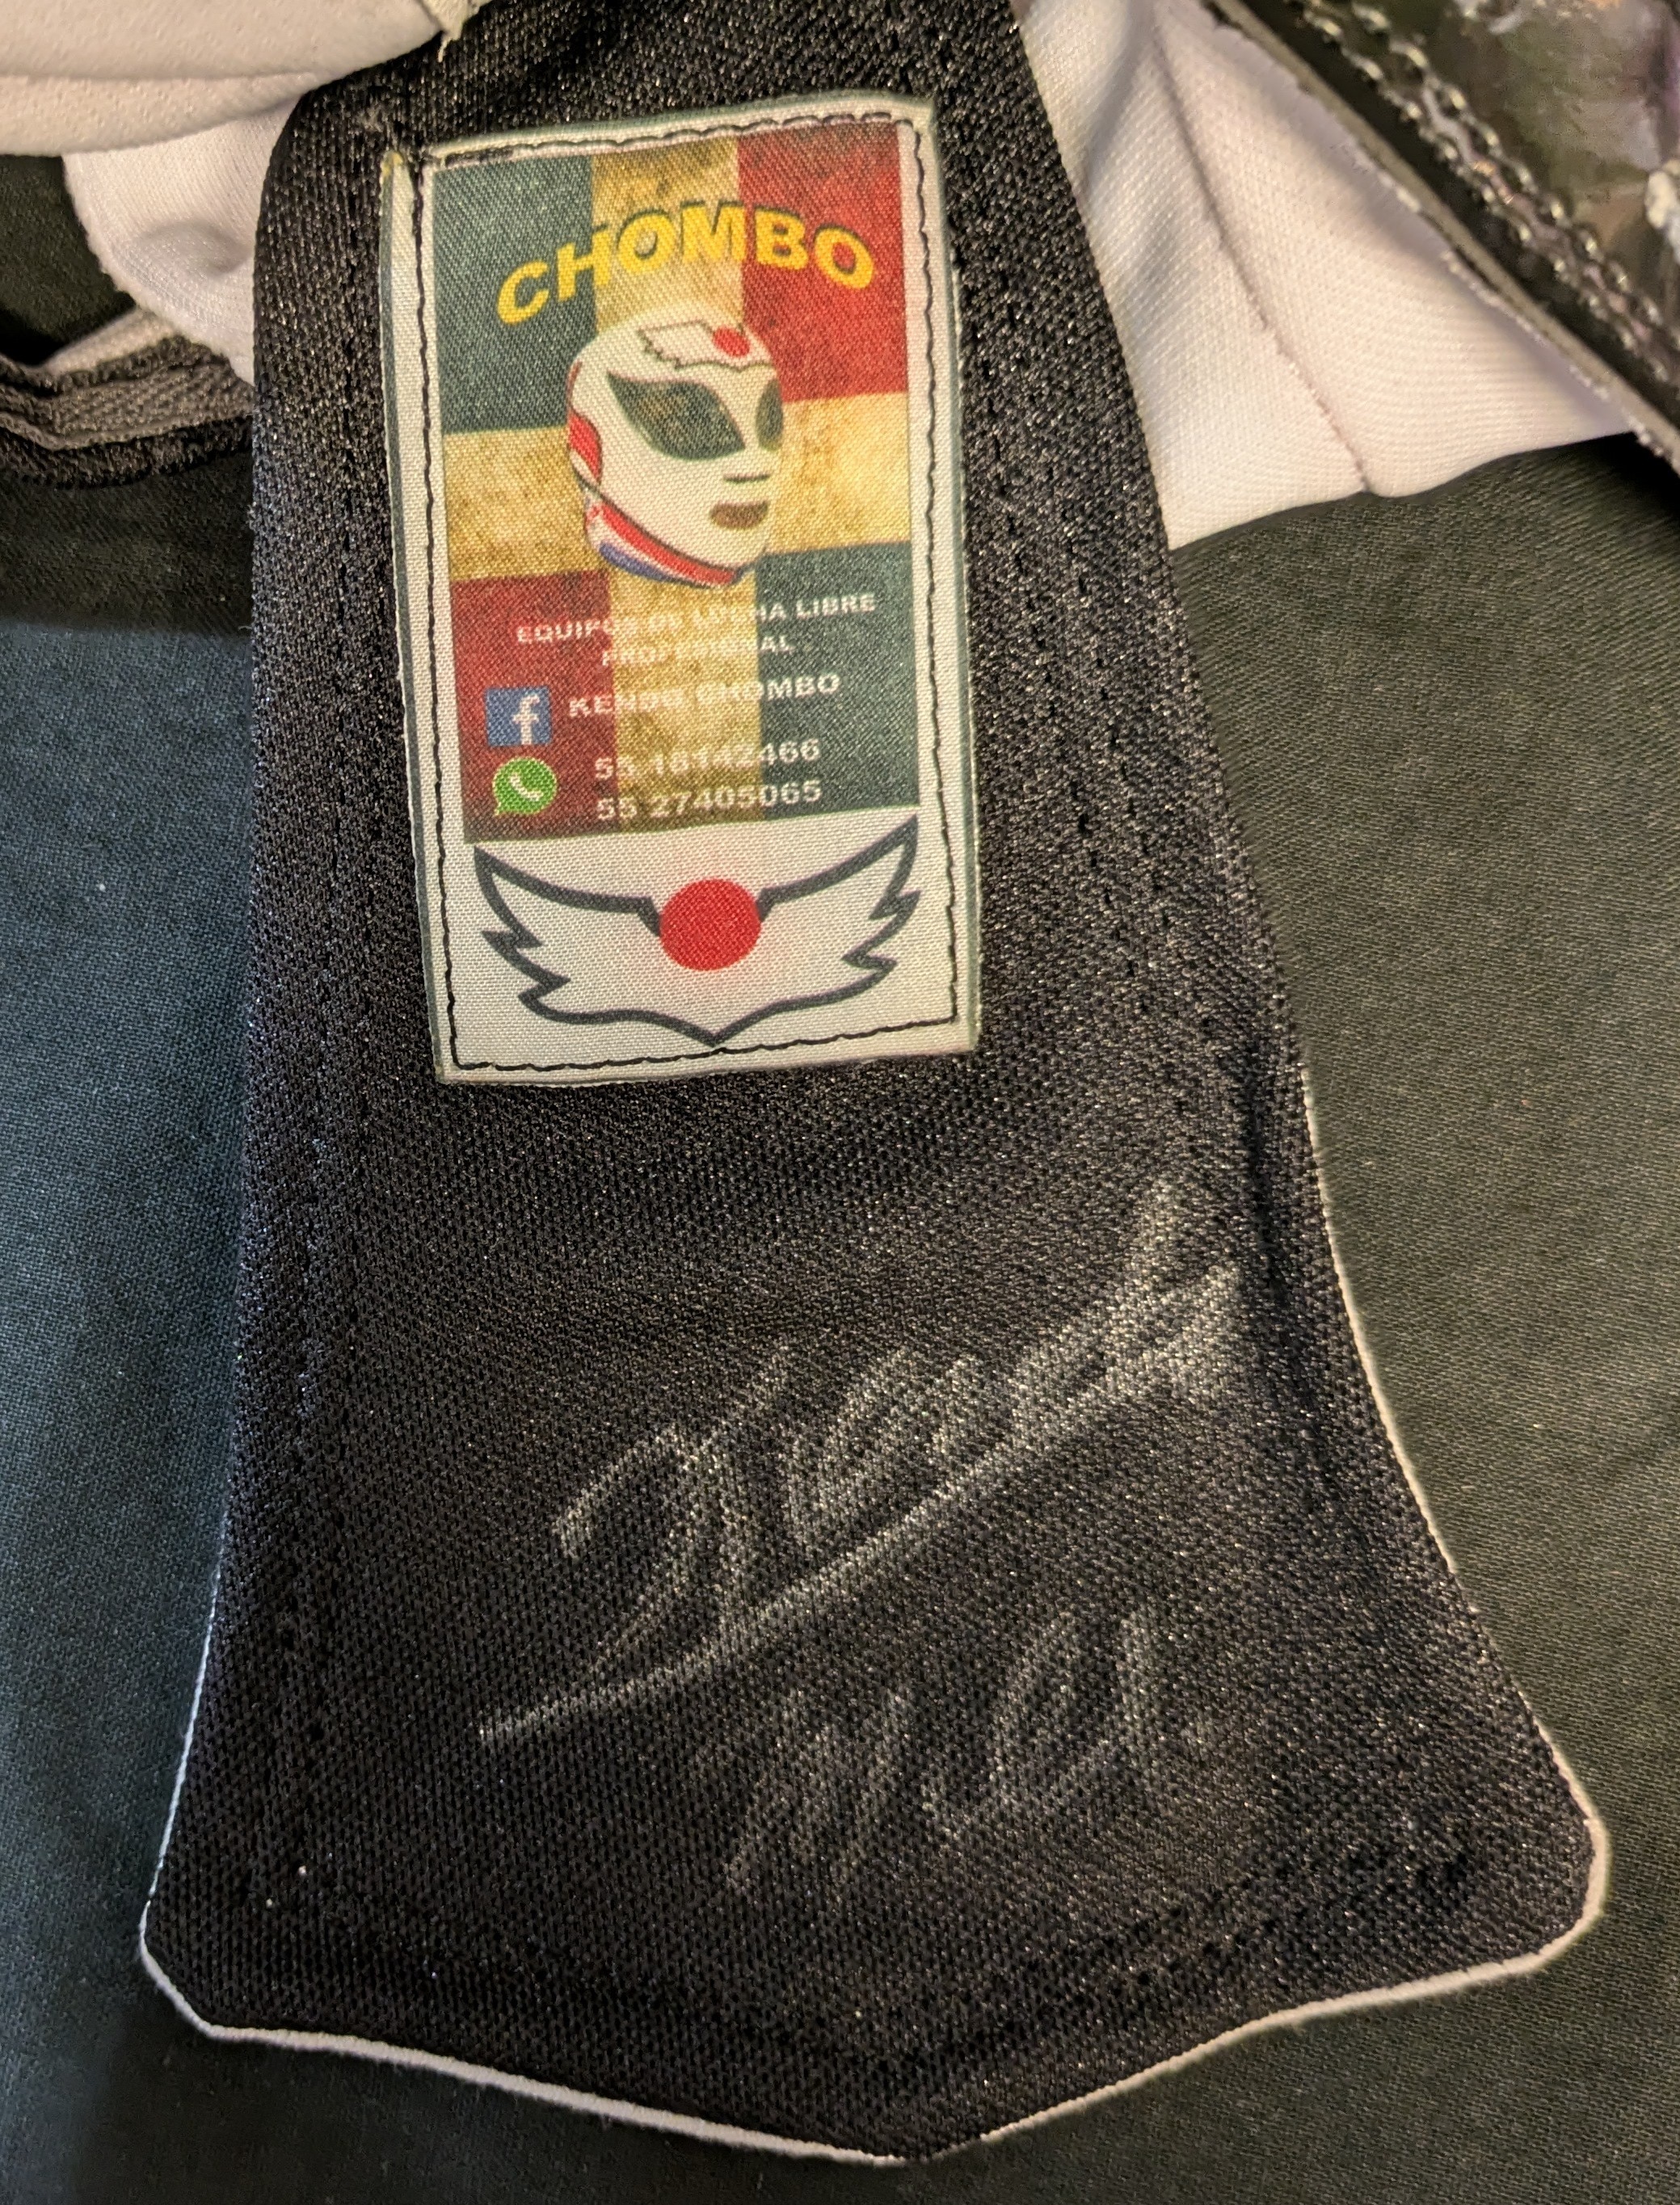 CHOMBO
EQUIPOS DE LUCHA LIBRE
PROFESIONAL
f KENDO CHOMBO
55 18142466
55 27405065